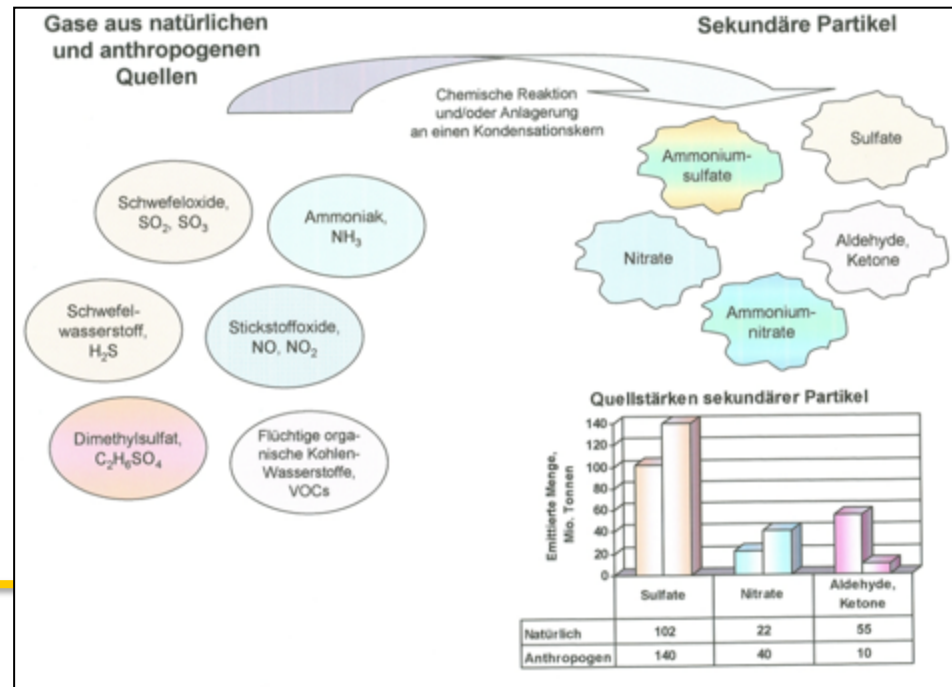 Gase aus natürlichen
und anthropogenen
Quellen
Sekundäre Partikel
Chemische Reaktion
und/oder Anlagerung
an einen Kondensationskern
Schwefeloxide,
SO₂, SO₃
Ammoniak,
NH₃
Schwefel-
wasserstoff,
H₂S
Stickstoffoxide,
NO, NO₂
Dimethylsulfat,
C₂H₆SO₄
Flüchtige orga-
nische Kohlen-
Wasserstoffe,
VOCs
Ammonium-
sulfate
Sulfate
Nitrate
Aldehyde,
Ketone
Ammonium-
nitrate
Quellstärken sekundärer Partikel
Emittierte Menge,
Mio. Tonnen
140
120
100
80
60
40
20
0
Sulfate Nitrate Aldehyde,
Ketone
Natürlich 102 22 55
Anthropogen 140 40 10